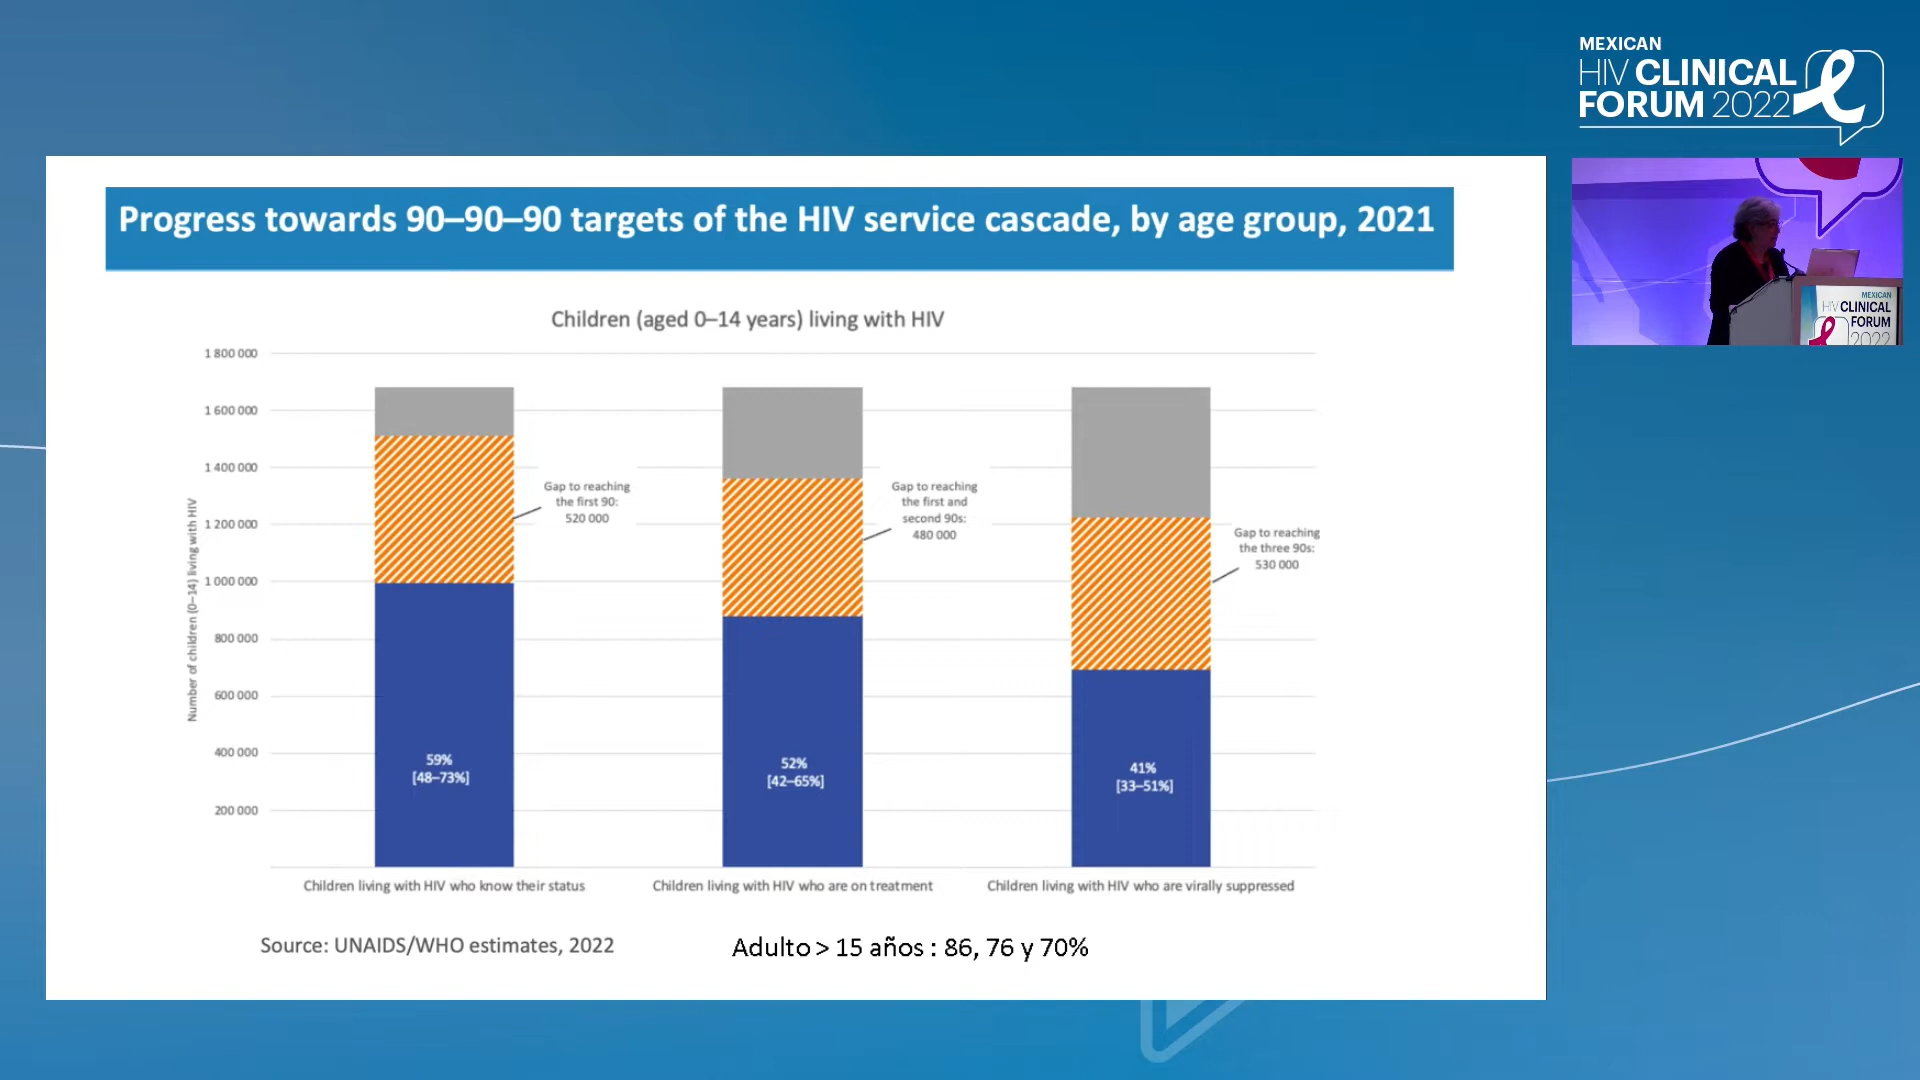 MEXICAN
HIV CLINICAL
FORUM 2022
Progress towards 90–90–90 targets of the HIV service cascade, by age group, 2021
Children (aged 0–14 years) living with HIV
Number of children (0–14) living with HIV
1 800 000
1 600 000
1 400 000
1 200 000
1 000 000
800 000
600 000
400 000
200 000
Gap to reaching
the first 90:
520 000
Gap to reaching
the first and
second 90s:
480 000
Gap to reaching
the three 90s:
530 000
59%
[48–73%]
52%
[42–65%]
41%
[33–51%]
Children living with HIV who know their status
Children living with HIV who are on treatment
Children living with HIV who are virally suppressed
Source: UNAIDS/WHO estimates, 2022
Adulto > 15 años : 86, 76 y 70%
MEXICAN
HIV CLINICAL
FORUM
2022